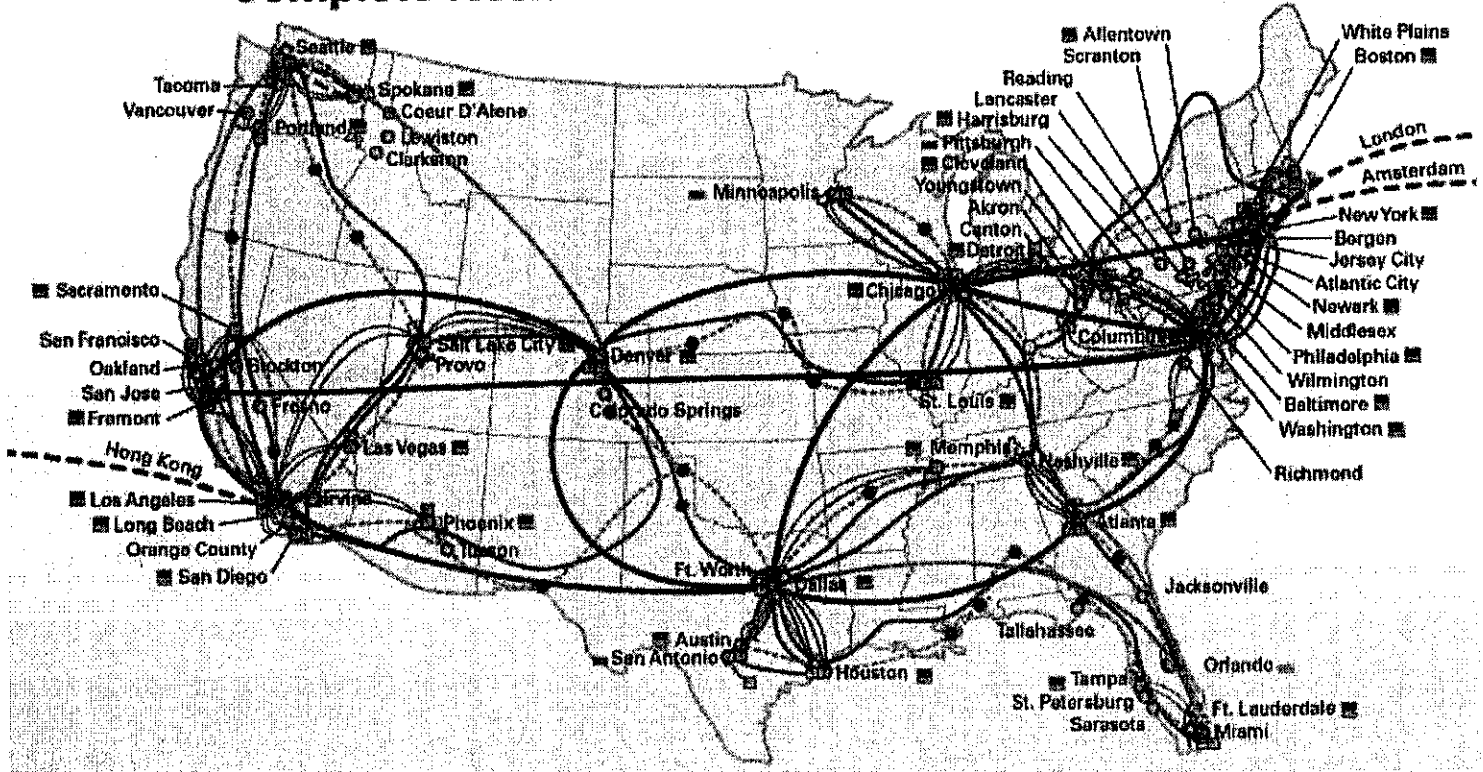 Seattle
Tacoma
Vancouver
Spokane
Coeur D'Alene
Portland
Lewiston
Clarkston
Sacramento
San Francisco
Oakland
Stockton
San Jose
Fremont
Fresno
Hong Kong
Los Angeles
Irvine
Long Beach
Orange County
San Diego
Las Vegas
Salt Lake City
Provo
Phoenix
Tucson
Denver
Colorado Springs
Minneapolis
Chicago
St. Louis
Memphis
Nashville
Ft. Worth
Dallas
Austin
San Antonio
Houston
Atlanta
Jacksonville
Tallahassee
Orlando
Tampa
St. Petersburg
Sarasota
Ft. Lauderdale
Miami
Allentown
Scranton
Reading
Lancaster
Harrisburg
Pittsburgh
Cleveland
Youngstown
Akron
Canton
Detroit
Columbus
White Plains
Boston
London
Amsterdam
New York
Bergen
Jersey City
Atlantic City
Newark
Middlesex
Philadelphia
Wilmington
Baltimore
Washington
Richmond